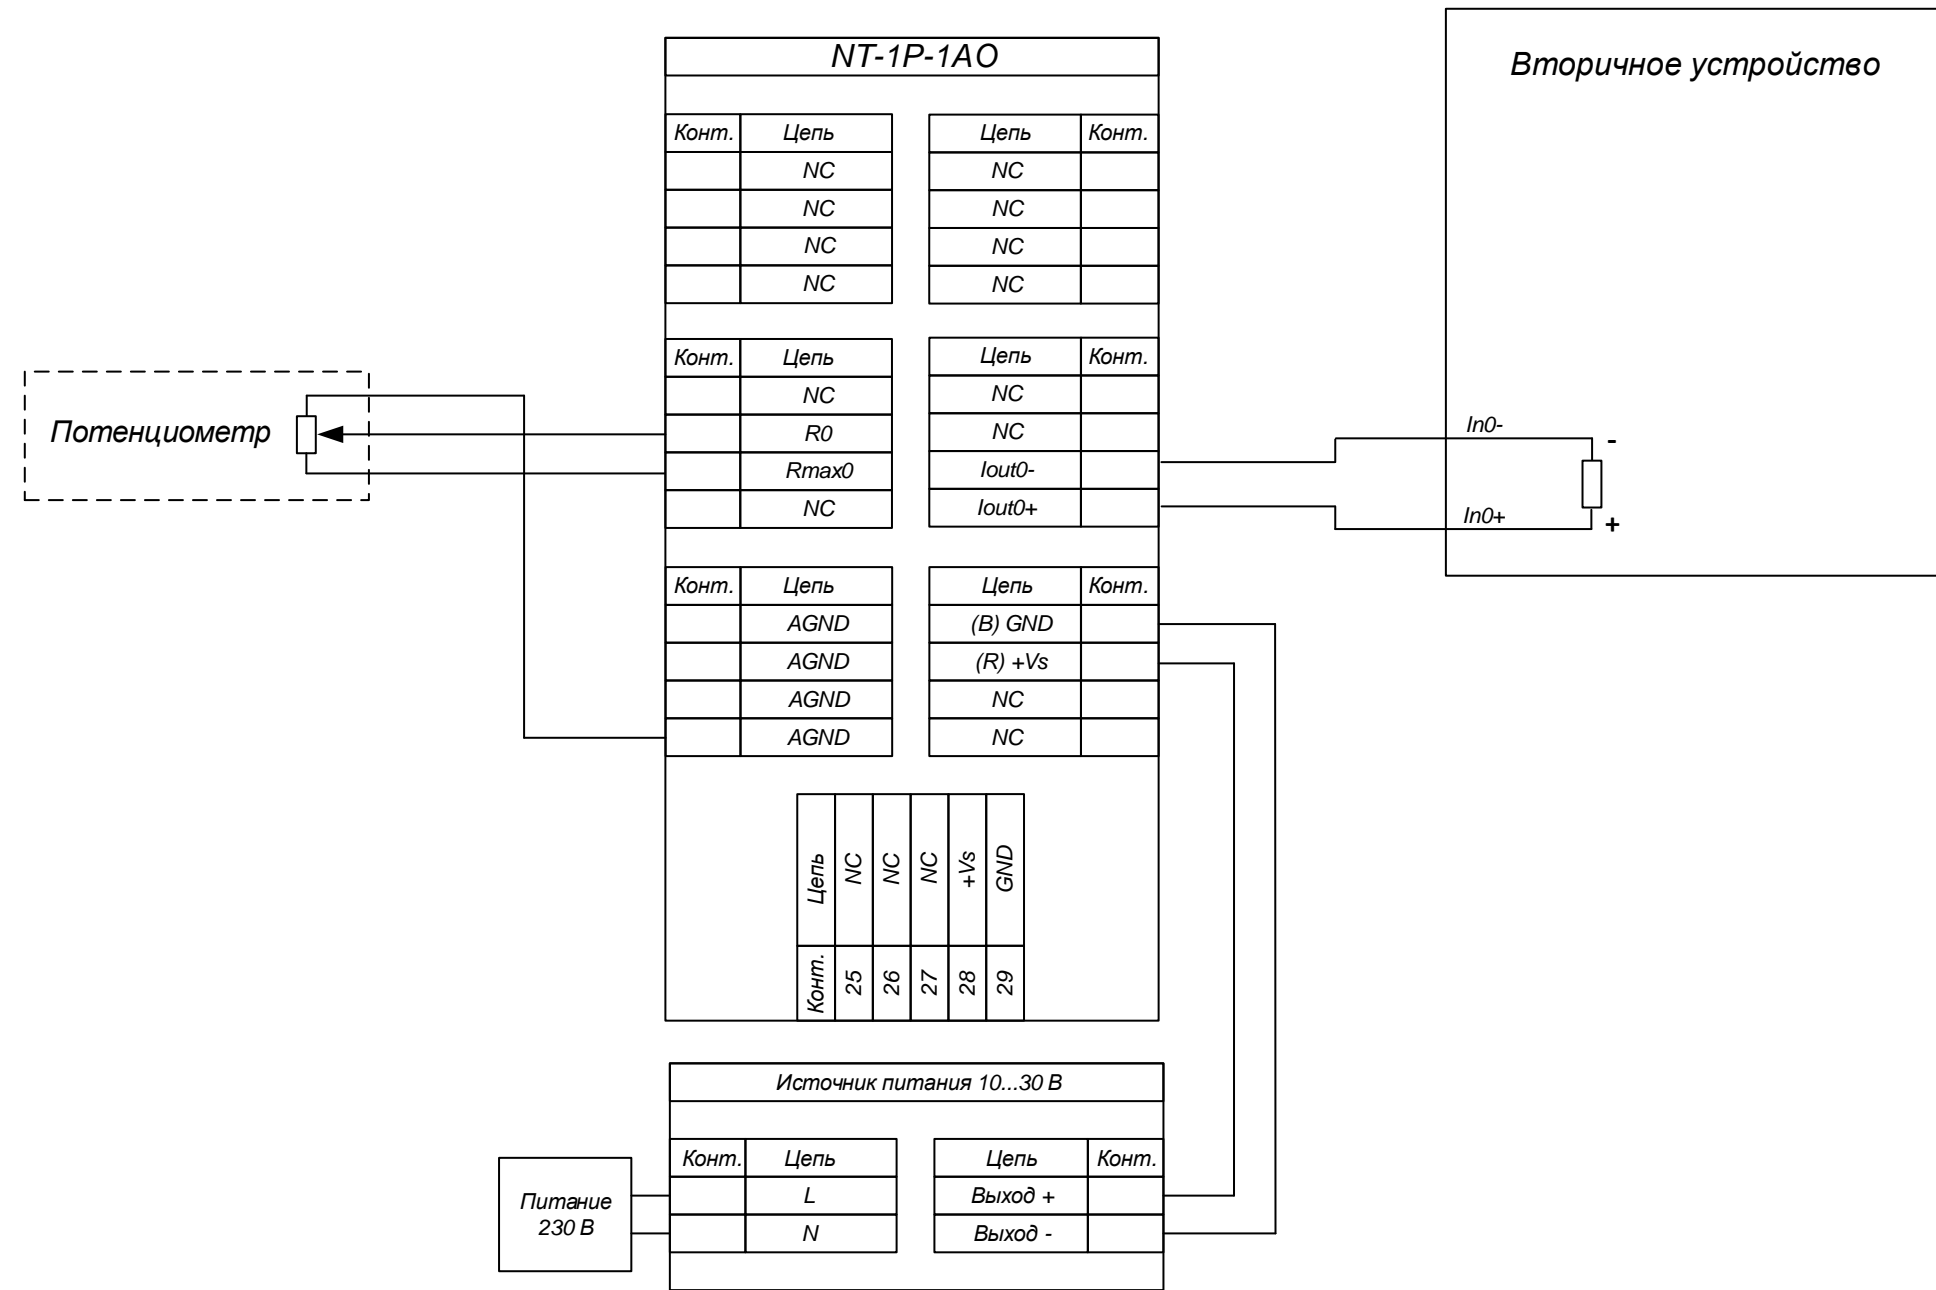 NT-1P-1AO
Вторичное устройство
Конт. Цепь Цепь Конт.
NC NC
NC NC
NC NC
NC NC
Конт. Цепь Цепь Конт.
NC NC
Потенциометр R0 NC In0- -
Rmax0 Iout0-
NC Iout0+ In0+ +
Конт. Цепь Цепь Конт.
AGND (B) GND
AGND (R) +Vs
AGND NC
AGND NC
Цепь NC NC NC +Vs GND
Конт. 25 26 27 28 29
Источник питания 10...30 В
Конт. Цепь Цепь Конт.
Питание L Выход +
230 В N Выход -